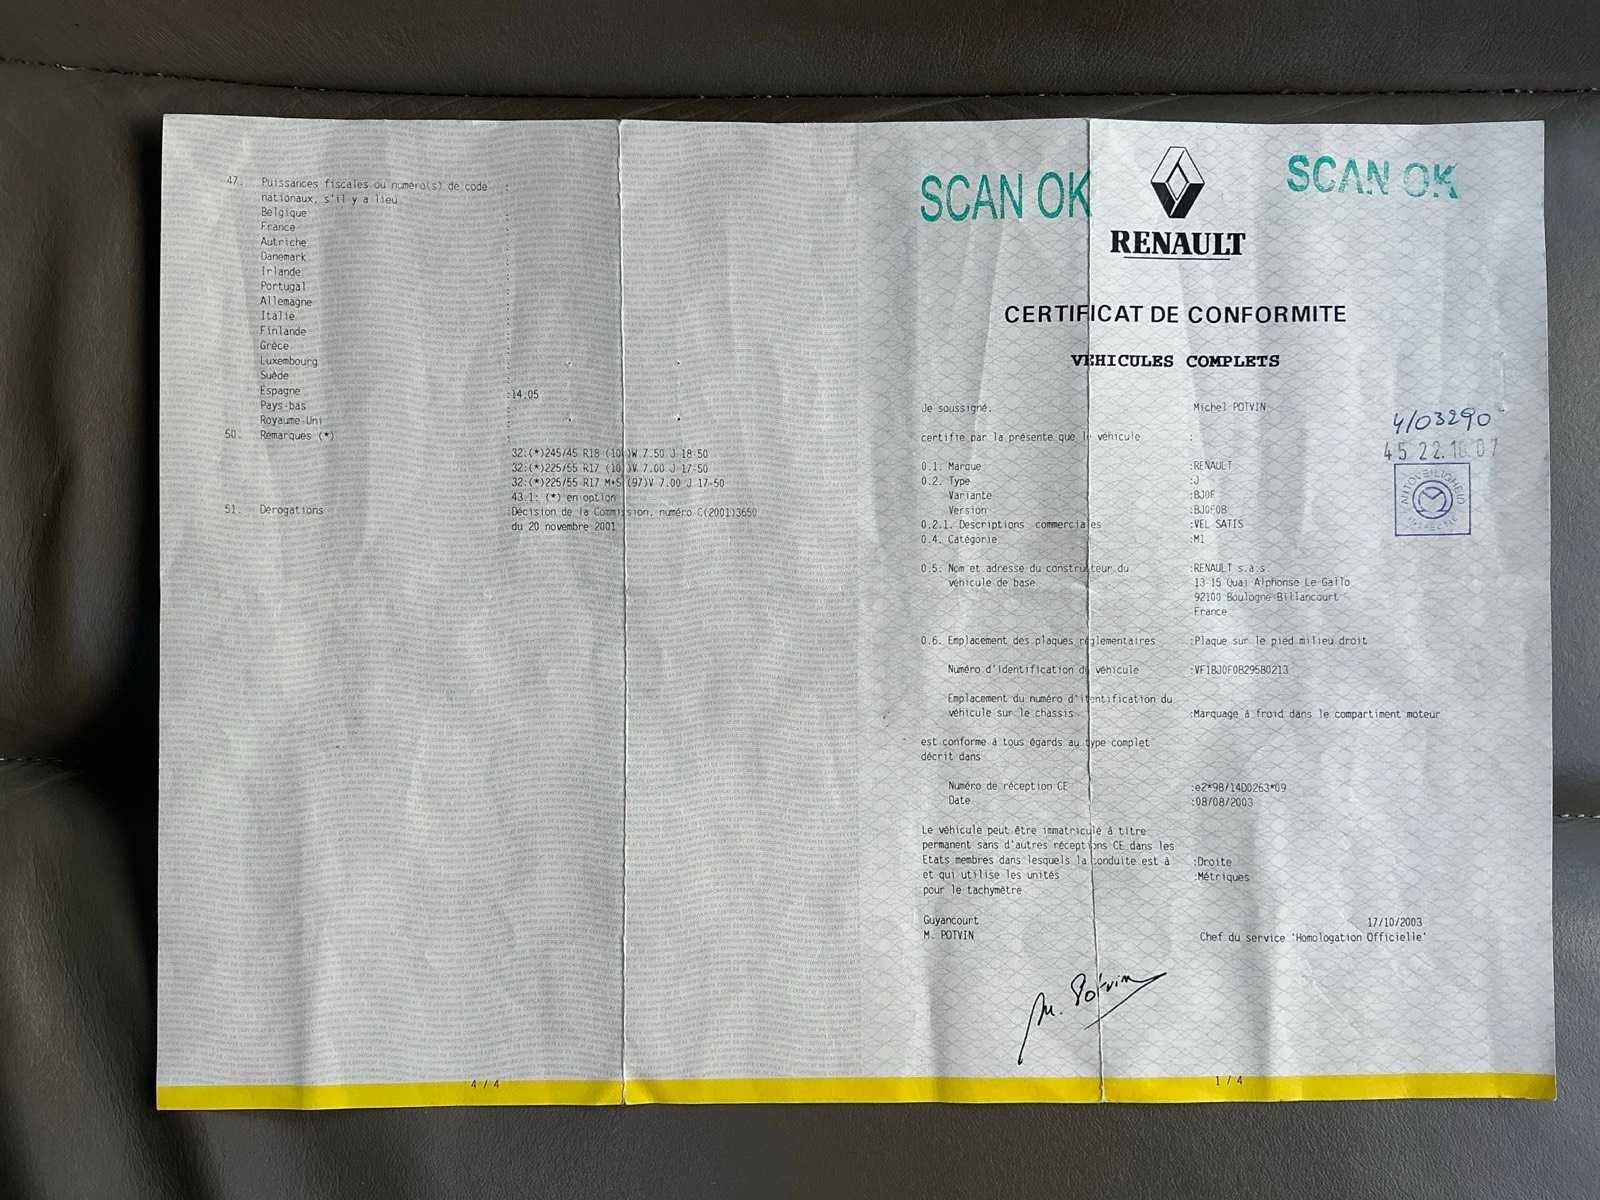 47. Puissances fiscales ou numéro(s) de code :
nationaux, s'il y a lieu
Belgique :
France :
Autriche :
Danemark :
Irlande :
Portugal :
Allemagne :
Italie :
Finlande :
Grèce :
Luxembourg :
Suède :
Espagne :14.05
Pays-bas :
Royaume-Uni :
50. Remarques (*) :
32:(*)245/45 R18 (100)W 7.50 J 18-50
32:(*)225/55 R17 (101)V 7.00 J 17-50
32:(*)225/55 R17 M+S (97)V 7.00 J 17-50
43.1: (*) en option
51. Dérogations :Décision de la Commission, numéro C(2001)3650
du 20 novembre 2001
4 / 4
SCAN OK
SCAN OK
RENAULT
CERTIFICAT DE CONFORMITE
VEHICULES COMPLETS
Je soussigné, Michel POTVIN
certifie par la présente que le véhicule :
4/03290
45 22.10.07
AUTOVEILIGHEID
0.1. Marque :RENAULT
0.2. Type :J
Variante :BJ0F
Version :BJ0F0B
0.2.1. Descriptions commerciales :VEL SATIS
0.4. Catégorie :M1
0.5. Nom et adresse du constructeur du :RENAULT s.a.s
véhicule de base 13-15 Quai Alphonse Le Gallo
92100 Boulogne-Billancourt
France
0.6. Emplacement des plaques réglementaires :Plaque sur le pied milieu droit
Numéro d'identification du véhicule :VF1BJ0F0B29580213
Emplacement du numéro d'identification du
véhicule sur le chassis :Marquage à froid dans le compartiment moteur
est conforme à tous égards au type complet
décrit dans
Numéro de réception CE :e2*98/14D0263*09
Date :08/08/2003
Le véhicule peut être immatriculé à titre
permanent sans d'autres réceptions CE dans les
Etats membres dans lesquels la conduite est à :Droite
et qui utilise les unités :Métriques
pour le tachymètre
Guyancourt 17/10/2003
M. POTVIN Chef du service 'Homologation Officielle'
M. Potvin
1 / 4